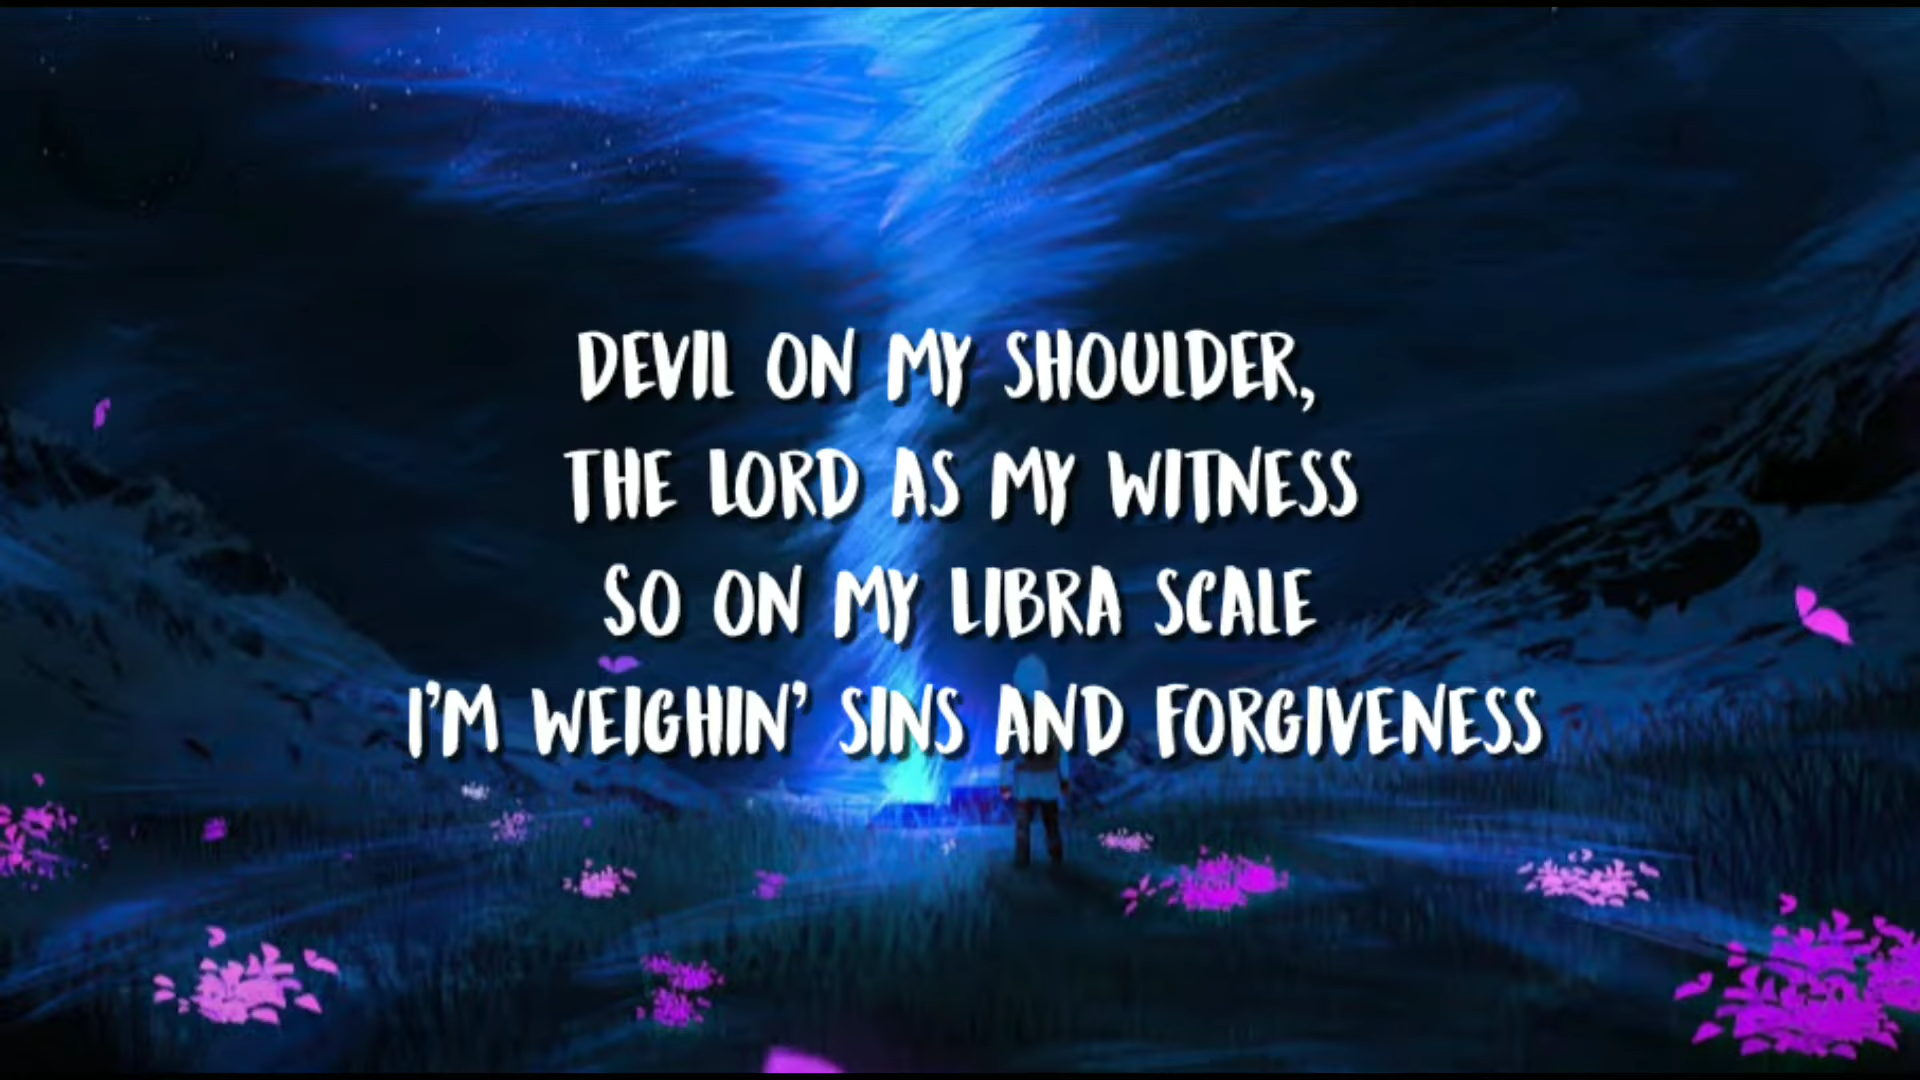 DEVIL ON MY SHOULDER,
THE LORD AS MY WITNESS
SO ON MY LIBRA SCALE
I'M WEIGHIN' SINS AND FORGIVENESS